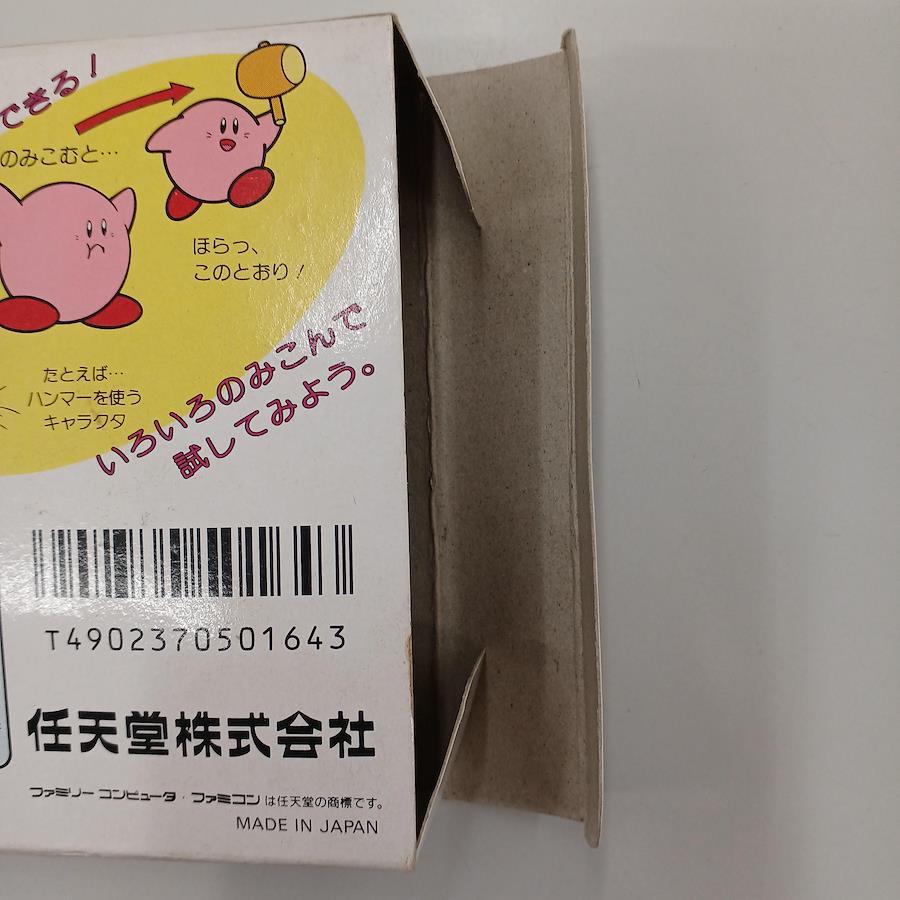 できる!
のみこむと…
ほらっ、
このとおり!
たとえば…
ハンマーを使う
キャラクタ
いろいろのみこんで
試してみよう。
T4902370501643
任天堂株式会社
ファミリーコンピュータ・ファミコンは任天堂の商標です。
MADE IN JAPAN